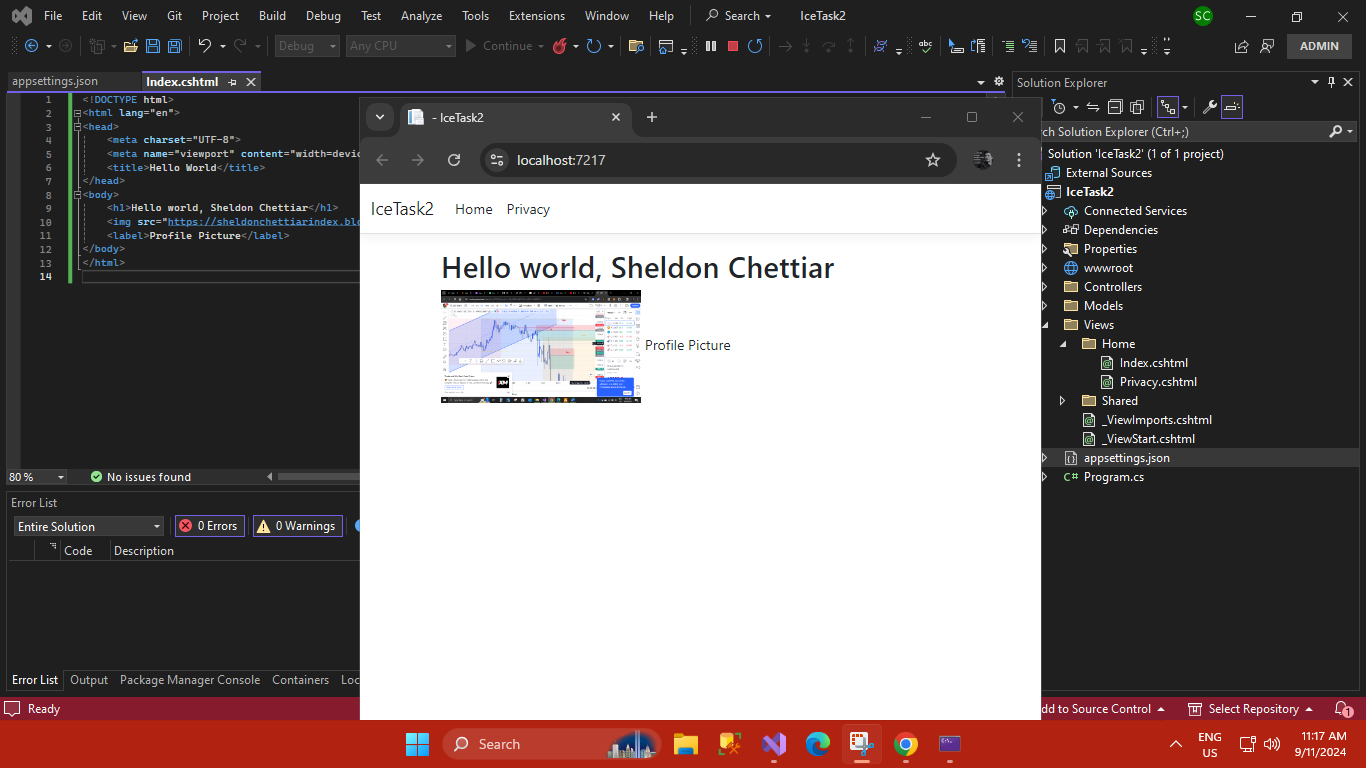 File Edit View Git Project Build Debug Test Analyze Tools Extensions Window Help Search IceTask2 SC
Debug Any CPU Continue ADMIN
appsettings.json Index.cshtml
Solution Explorer
1 <!DOCTYPE html>
2 <html lang="en">
3 <head>
4 <meta charset="UTF-8">
5 <meta name="viewport" content="width=devic
6 <title>Hello World</title>
7 </head>
8 <body>
9 <h1>Hello world, Sheldon Chettiar</h1>
10 <img src="https://sheldonchettiarindex.blo
11 <label>Profile Picture</label>
12 </body>
13 </html>
14
80 % No issues found
Error List
Entire Solution 0 Errors 0 Warnings
Code Description
Error List Output Package Manager Console Containers Loc
Ready
- IceTask2
localhost:7217
IceTask2 Home Privacy
Hello world, Sheldon Chettiar
Profile Picture
ch Solution Explorer (Ctrl+;)
Solution 'IceTask2' (1 of 1 project)
External Sources
IceTask2
Connected Services
Dependencies
Properties
wwwroot
Controllers
Models
Views
Home
Index.cshtml
Privacy.cshtml
Shared
_ViewImports.cshtml
_ViewStart.cshtml
appsettings.json
C# Program.cs
dd to Source Control Select Repository 1
Search
ENG
US
11:17 AM
9/11/2024